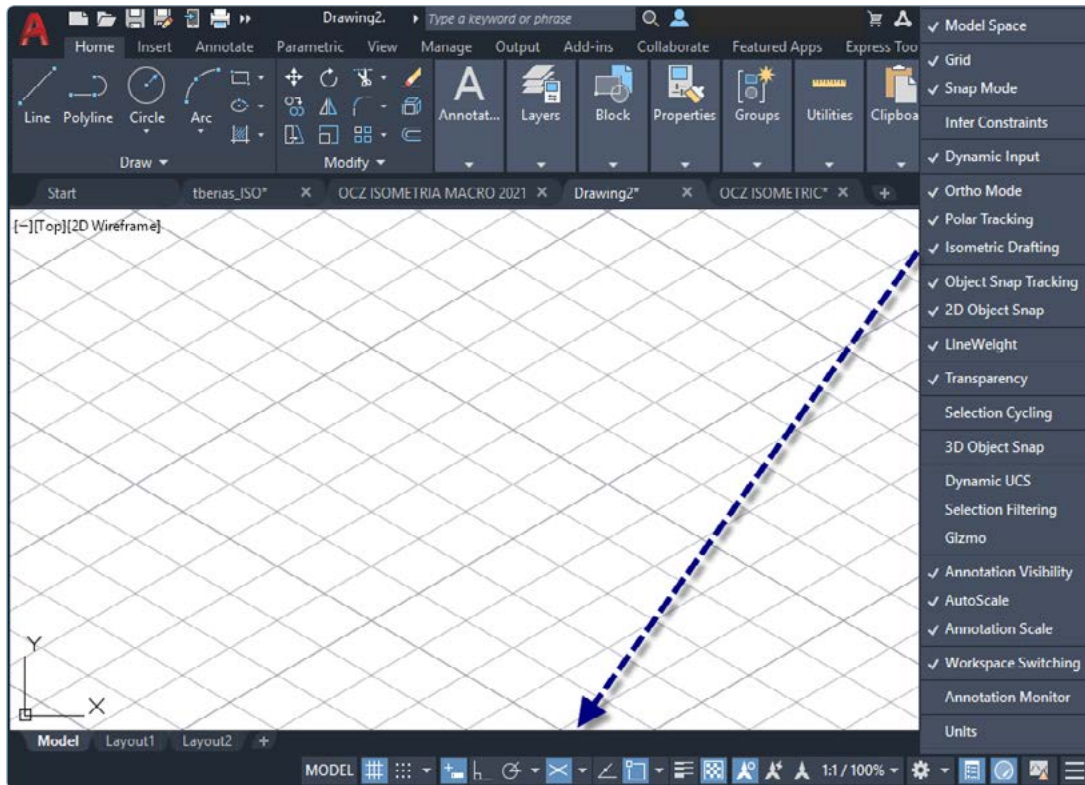 Drawing2.
Type a keyword or phrase
Home Insert Annotate Parametric View Manage Output Add-ins Collaborate Featured Apps Express Too
Line Polyline Circle Arc
Annotat... Layers Block Properties Groups Utilities Clipboa
Draw Modify
Start tberias_ISO* OCZ ISOMETRIA MACRO 2021 Drawing2* OCZ ISOMETRIC*
[−][Top][2D Wireframe]
Y
X
Model Layout1 Layout2 +
MODEL 1:1 / 100%
Model Space
Grid
Snap Mode
Infer Constraints
Dynamic Input
Ortho Mode
Polar Tracking
Isometric Drafting
Object Snap Tracking
2D Object Snap
LineWeight
Transparency
Selection Cycling
3D Object Snap
Dynamic UCS
Selection Filtering
Gizmo
Annotation Visibility
AutoScale
Annotation Scale
Workspace Switching
Annotation Monitor
Units